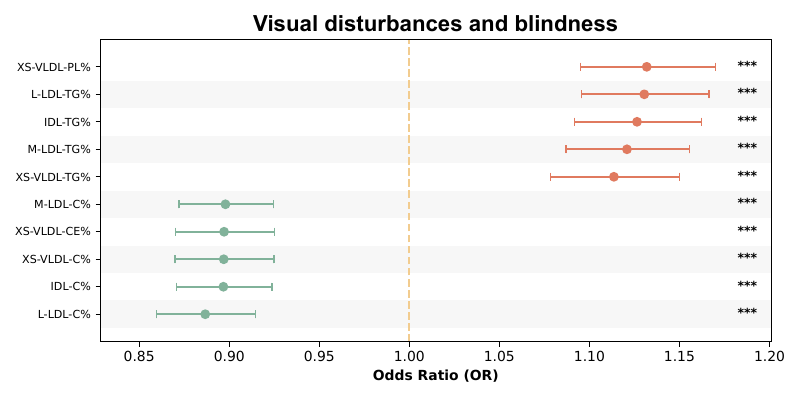 Visual disturbances and blindness
XS-VLDL-PL% ***
L-LDL-TG% ***
IDL-TG% ***
M-LDL-TG% ***
XS-VLDL-TG% ***
M-LDL-C% ***
XS-VLDL-CE% ***
XS-VLDL-C% ***
IDL-C% ***
L-LDL-C% ***
0.85 0.90 0.95 1.00 1.05 1.10 1.15 1.20
Odds Ratio (OR)